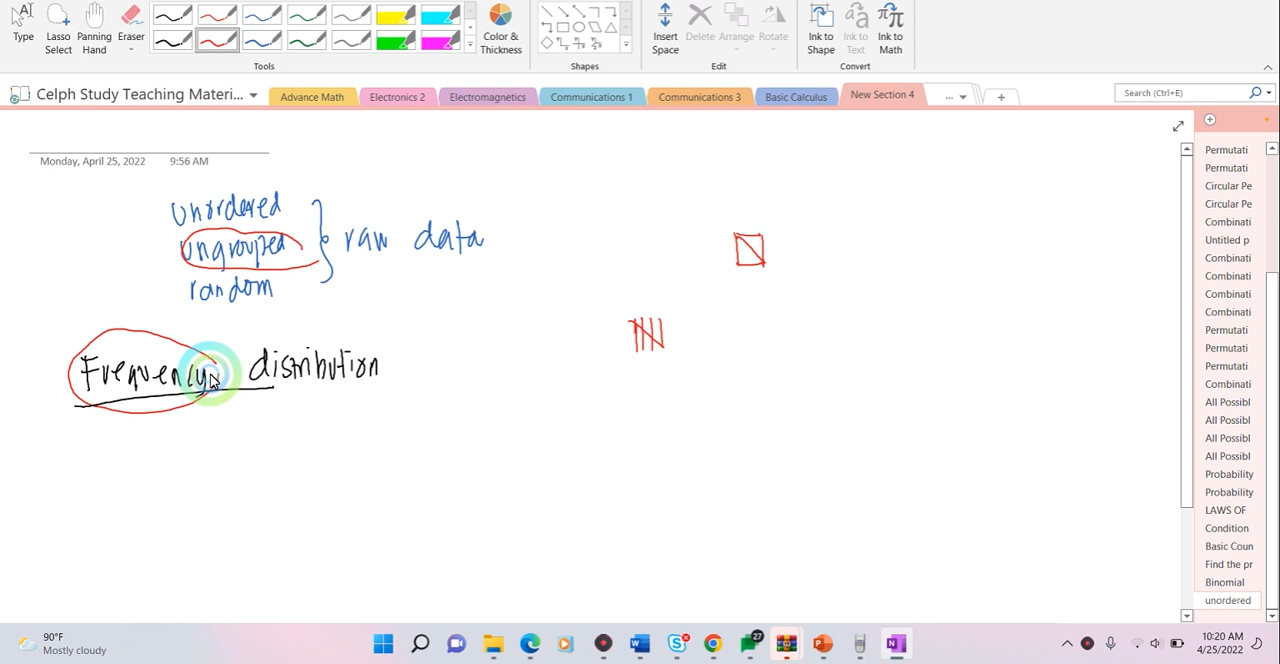 Type
Lasso Select
Panning Hand
Eraser
Color & Thickness
Insert Space
Delete
Arrange
Rotate
Ink to Shape
Ink to Text
Ink to Math
Tools
Shapes
Edit
Convert
Celph Study Teaching Materi...
Advance Math
Electronics 2
Electromagnetics
Communications 1
Communications 3
Basic Calculus
New Section 4
...
Search (Ctrl+E)
Monday, April 25, 2022 9:56 AM
unordered
ungrouped
random
raw data
Frequency distribution
Permutati
Permutati
Circular Pe
Circular Pe
Combinati
Untitled p
Combinati
Combinati
Combinati
Combinati
Permutati
Permutati
Permutati
Combinati
All Possibl
All Possibl
All Possibl
All Possibl
Probability
Probability
LAWS OF
Condition
Basic Coun
Find the pr
Binomial
unordered
90°F
Mostly cloudy
27
10:20 AM
4/25/2022